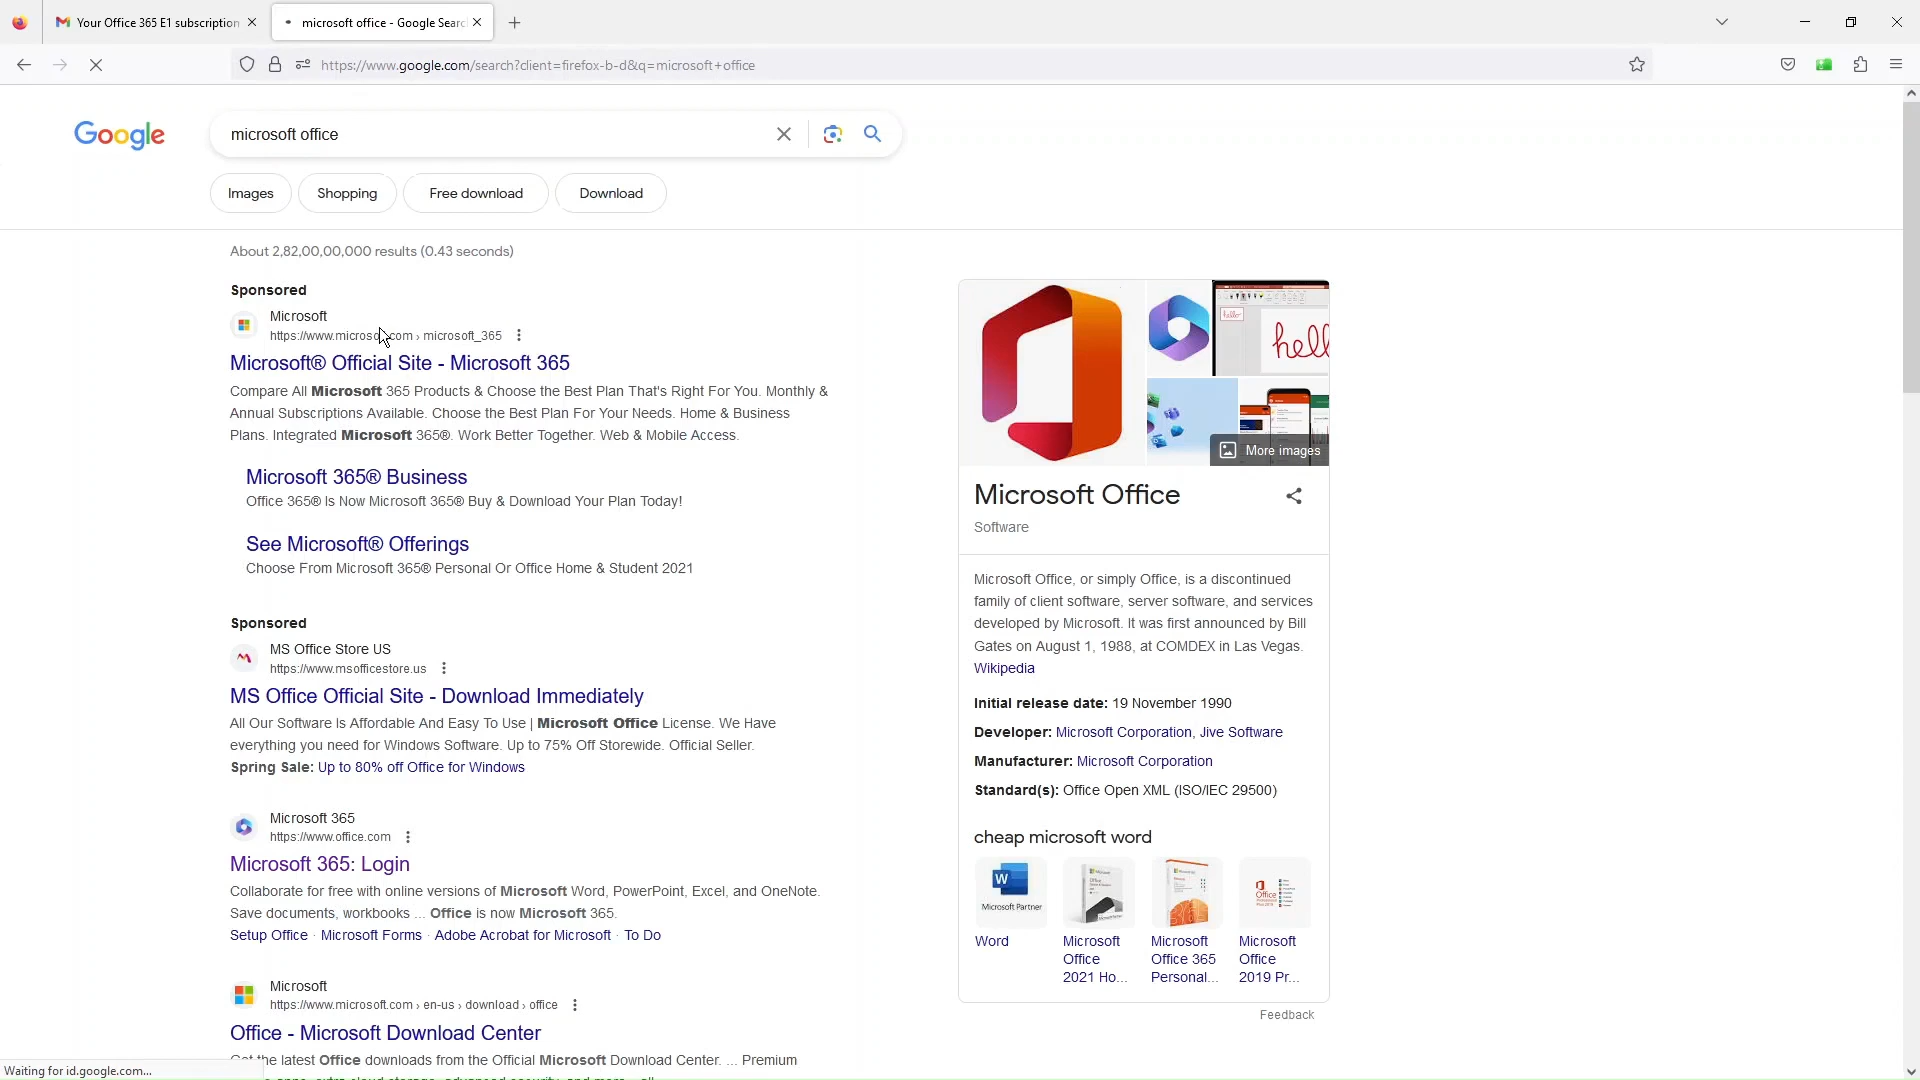 Your Office 365 E1 subscription
microsoft office - Google Searc
https://www.google.com/search?client=firefox-b-d&q=microsoft+office
Google
microsoft office
Images
Shopping
Free download
Download
About 2,82,00,00,000 results (0.43 seconds)
Sponsored
Microsoft
https://www.microsoft.com › microsoft_365
Microsoft® Official Site - Microsoft 365
Compare All Microsoft 365 Products & Choose the Best Plan That's Right For You. Monthly &
Annual Subscriptions Available. Choose the Best Plan For Your Needs. Home & Business
Plans. Integrated Microsoft 365®. Work Better Together. Web & Mobile Access.
Microsoft 365® Business
Office 365® Is Now Microsoft 365® Buy & Download Your Plan Today!
See Microsoft® Offerings
Choose From Microsoft 365® Personal Or Office Home & Student 2021
Sponsored
MS Office Store US
https://www.msofficestore.us
MS Office Official Site - Download Immediately
All Our Software Is Affordable And Easy To Use | Microsoft Office License. We Have
everything you need for Windows Software. Up to 75% Off Storewide. Official Seller.
Spring Sale: Up to 80% off Office for Windows
Microsoft 365
https://www.office.com
Microsoft 365: Login
Collaborate for free with online versions of Microsoft Word, PowerPoint, Excel, and OneNote.
Save documents, workbooks ... Office is now Microsoft 365.
Setup Office · Microsoft Forms · Adobe Acrobat for Microsoft · To Do
Microsoft
https://www.microsoft.com › en-us › download › office
Office - Microsoft Download Center
Get the latest Office downloads from the Official Microsoft Download Center. ... Premium
Waiting for id.google.com...
hello
hell
More images
Microsoft Office
Software
Microsoft Office, or simply Office, is a discontinued
family of client software, server software, and services
developed by Microsoft. It was first announced by Bill
Gates on August 1, 1988, at COMDEX in Las Vegas.
Wikipedia
Initial release date: 19 November 1990
Developer: Microsoft Corporation, Jive Software
Manufacturer: Microsoft Corporation
Standard(s): Office Open XML (ISO/IEC 29500)
cheap microsoft word
W
Microsoft Partner
Office
Word
Microsoft
Office
2021 Ho...
Microsoft
Office 365
Personal...
Microsoft
Office
2019 Pr...
Feedback